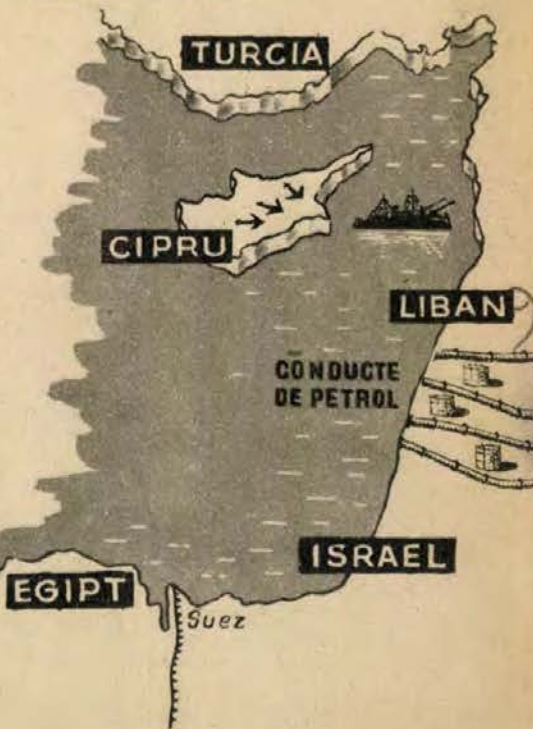 TURCIA
CIPRU
LIBAN
CONDUCTE
DE PETROL
ISRAEL
EGIPT
Suez